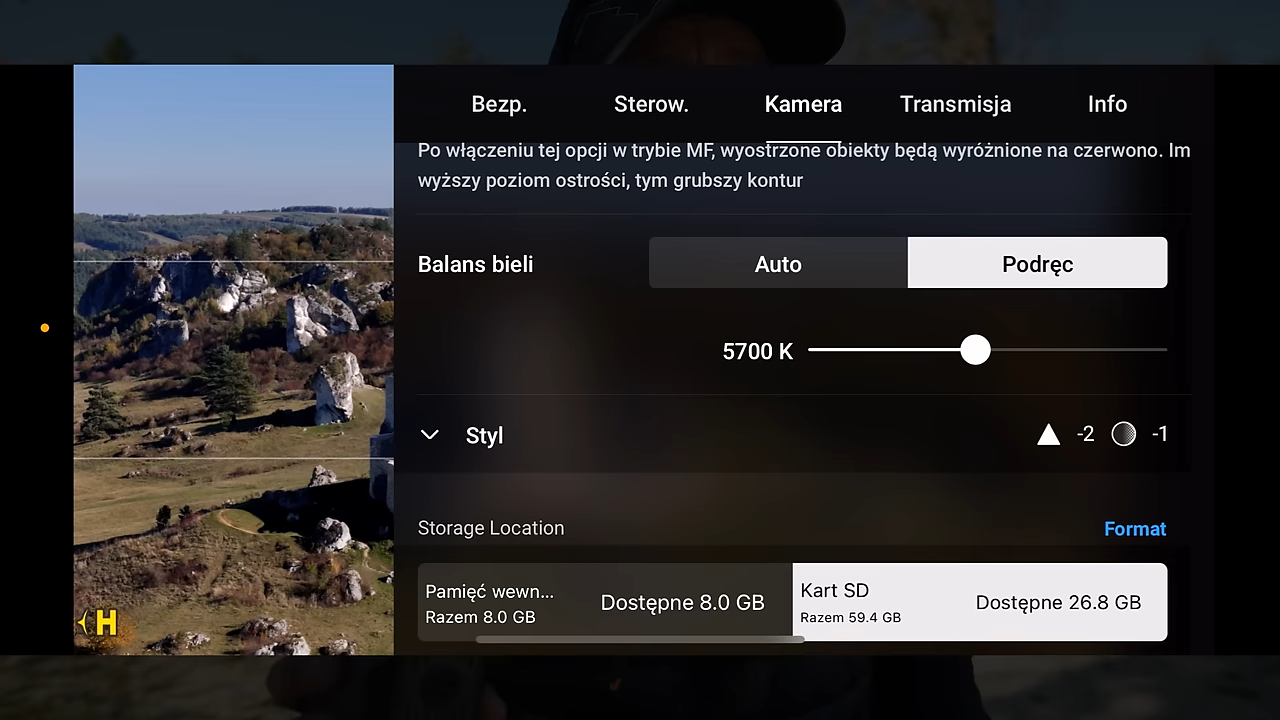 Bezp.
Sterow.
Kamera
Transmisja
Info
Po włączeniu tej opcji w trybie MF, wyostrzone obiekty będą wyróżnione na czerwono. Im
wyższy poziom ostrości, tym grubszy kontur
Balans bieli
Auto
Podręc
5700 K
Styl
-2
-1
Storage Location
Format
Pamięć wewn...
Razem 8.0 GB
Dostępne 8.0 GB
Kart SD
Razem 59.4 GB
Dostępne 26.8 GB
H